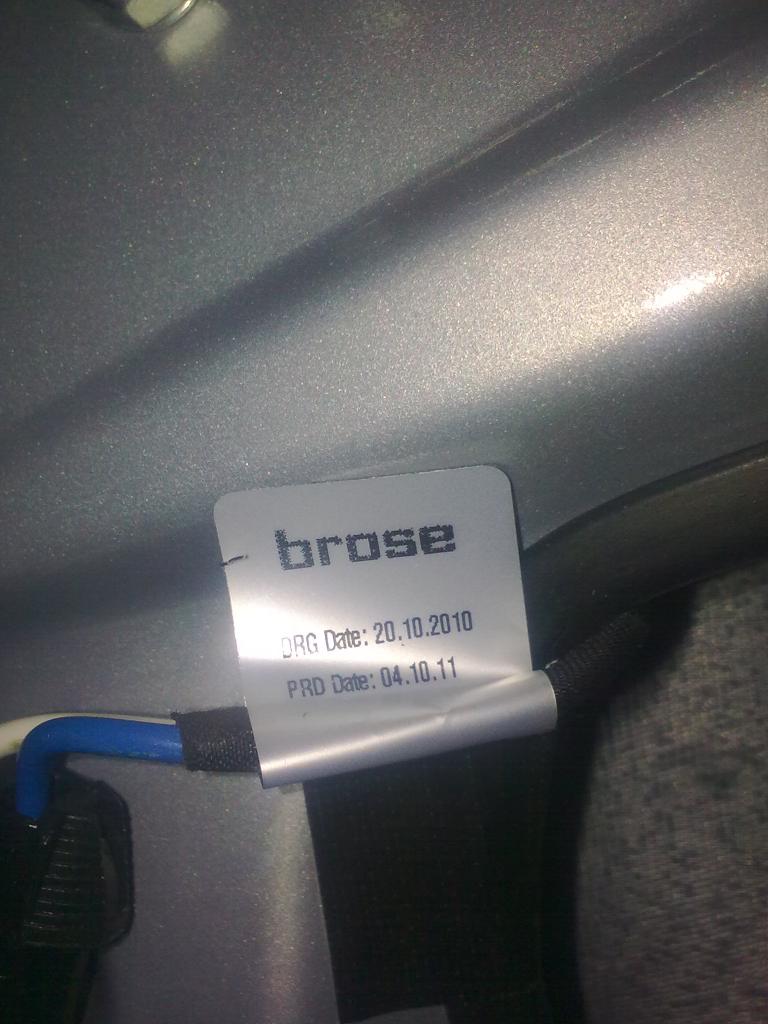 brose
DRG Date: 20.10.2010
PRD Date: 04.10.11